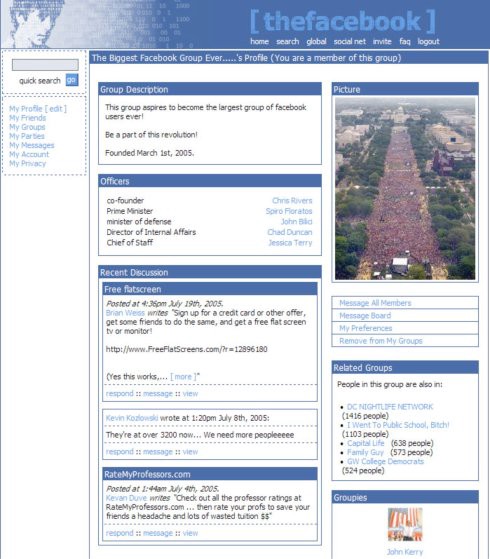 [ thefacebook ]
home search global social net invite faq logout
quick search go
My Profile [ edit ]
My Friends
My Groups
My Parties
My Messages
My Account
My Privacy
The Biggest Facebook Group Ever.....'s Profile (You are a member of this group)
Group Description
This group aspires to become the largest group of facebook
users ever!
Be a part of this revolution!
Founded March 1st, 2005.
Officers
co-founder Chris Rivers
Prime Minister Spiro Floratos
minister of defense John Bilko
Director of Internal Affairs Chad Duncan
Chief of Staff Jessica Terry
Recent Discussion
Free flatscreen
Posted at 4:36pm July 19th, 2005.
Brian Weiss writes "Sign up for a credit card or other offer,
get some friends to do the same, and get a free flat screen
tv or monitor!
http://www.FreeFlatScreens.com/?r=12896180
(Yes this works,... [ more ]"
respond :: message :: view
Kevin Kozlowski wrote at 1:20pm July 8th, 2005:
They're at over 3200 now... We need more peopleeeee
respond :: message :: view
RateMyProfessors.com
Posted at 1:44am July 4th, 2005.
Kevan Duve writes "Check out all the professor ratings at
RateMyProfessors.com ... then rate your profs to save your
friends a headache and lots of wasted tuition $$"
respond :: message :: view
Picture
Message All Members
Message Board
My Preferences
Remove from My Groups
Related Groups
People in this group are also in:
• DC NIGHTLIFE NETWORK
(1416 people)
• I Went To Public School, Bitch!
(1103 people)
• Capital Life (638 people)
• Family Guy (573 people)
• GW College Democrats
(524 people)
Groupies
John Kerry